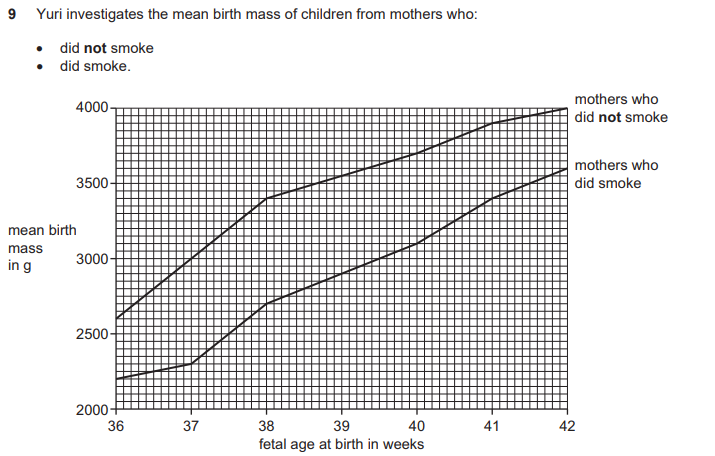 9 Yuri investigates the mean birth mass of children from mothers who:
• did not smoke
• did smoke.
4000
3500
3000
2500
2000
mean birth
mass
in g
mothers who
did not smoke
mothers who
did smoke
36 37 38 39 40 41 42
fetal age at birth in weeks